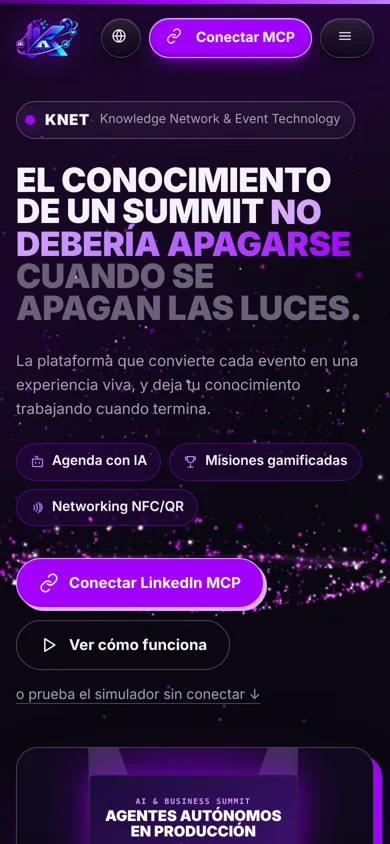 Conectar MCP
KNET Knowledge Network & Event Technology
EL CONOCIMIENTO
DE UN SUMMIT NO
DEBERÍA APAGARSE
CUANDO SE
APAGAN LAS LUCES.
La plataforma que convierte cada evento en una
experiencia viva, y deja tu conocimiento
trabajando cuando termina.
Agenda con IA
Misiones gamificadas
Networking NFC/QR
Conectar LinkedIn MCP
Ver cómo funciona
o prueba el simulador sin conectar ↓
AI & BUSINESS SUMMIT
AGENTES AUTÓNOMOS
EN PRODUCCIÓN